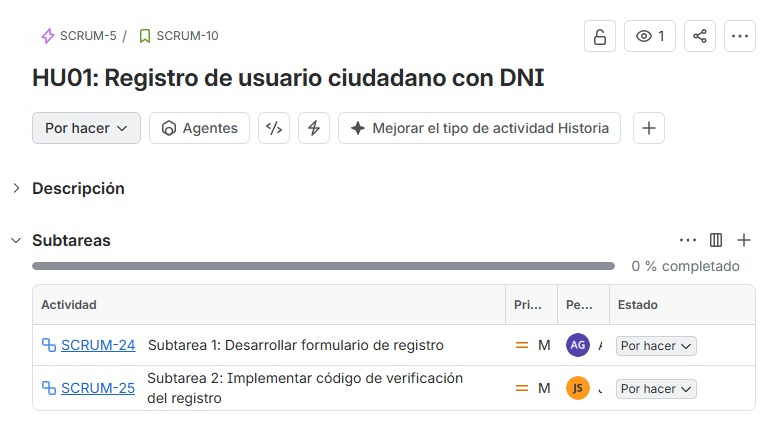 SCRUM-5 / SCRUM-10
1
HU01: Registro de usuario ciudadano con DNI
Por hacer
Agentes
</>
Mejorar el tipo de actividad Historia
Descripción
Subtareas
0 % completado
Actividad Pri... Pe... Estado
SCRUM-24 Subtarea 1: Desarrollar formulario de registro M AG Por hacer
SCRUM-25 Subtarea 2: Implementar código de verificación
del registro M JS Por hacer